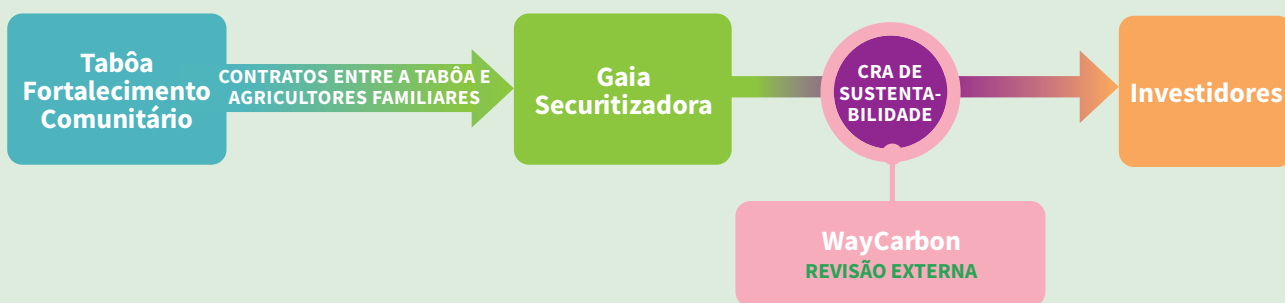 Tabôa
Fortalecimento
Comunitário
CONTRATOS ENTRE A TABÔA E
AGRICULTORES FAMILIARES
Gaia
Securitizadora
CRA DE
SUSTENTA-
BILIDADE
Investidores
WayCarbon
REVISÃO EXTERNA